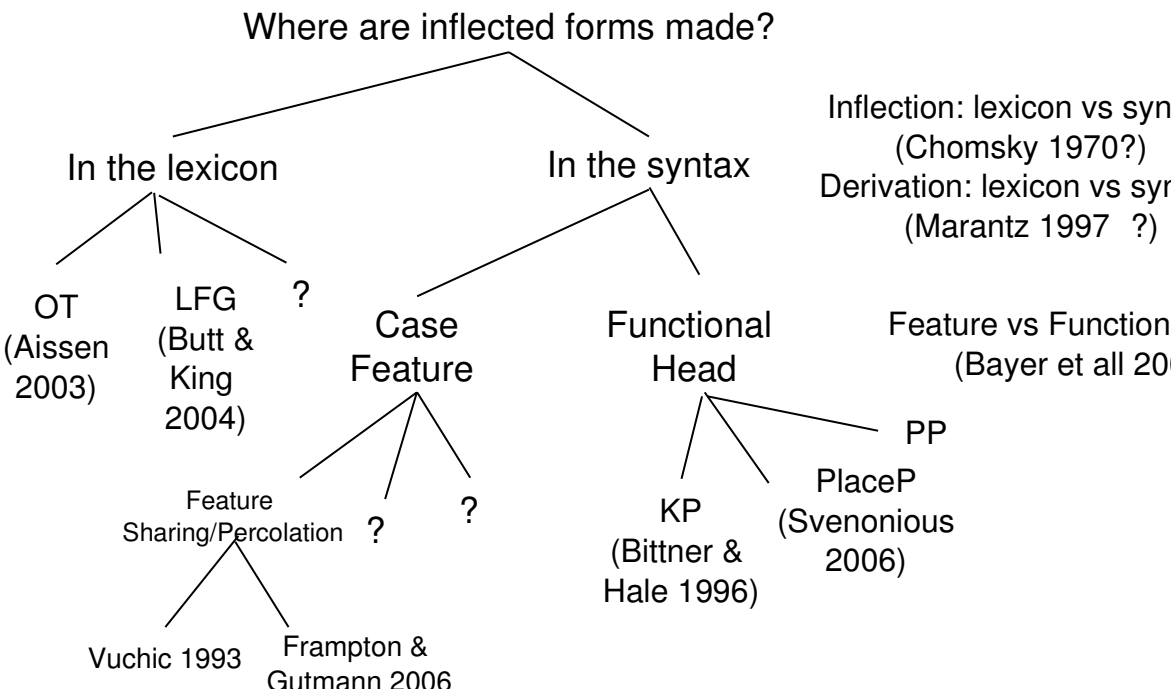 Where are inflected forms made?
In the lexicon
In the syntax
Inflection: lexicon vs syn
(Chomsky 1970?)
Derivation: lexicon vs syn
(Marantz 1997 ?)
OT
(Aissen
2003)
LFG
(Butt &
King
2004)
?
Case
Feature
Functional
Head
Feature vs Function
(Bayer et all 20
Feature
Sharing/Percolation
?
?
KP
(Bittner &
Hale 1996)
PlaceP
(Svenonious
2006)
PP
Vuchic 1993
Frampton &
Gutmann 2006